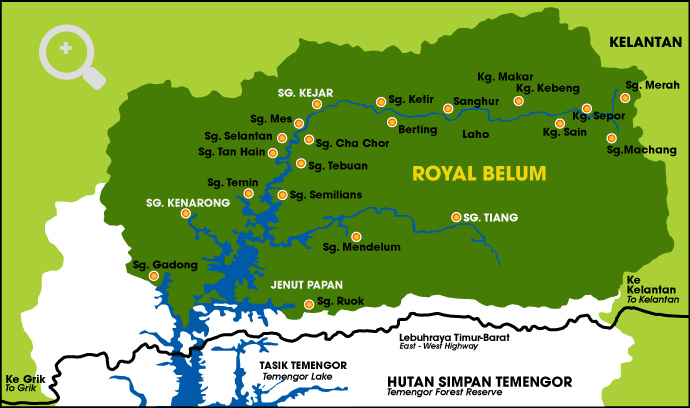 KELANTAN
Kg. Makar
Kg. Kebeng
Sg. Merah
SG. KEJAR
Sg. Ketir
Sanghur
Kg. Sepor
Sg. Mes
Berting
Laho
Kg. Sain
Sg. Selantan
Sg. Cha Chor
Sg.Machang
Sg. Tan Hain
Sg. Tebuan
ROYAL BELUM
Sg. Temin
Sg. Semilians
SG. KENARONG
SG. TIANG
Sg. Mendelum
Sg. Gadong
JENUT PAPAN
Sg. Ruok
Ke
Kelantan
To Kelantan
Lebuhraya Timur-Barat
East - West Highway
TASIK TEMENGOR
Temengor Lake
HUTAN SIMPAN TEMENGOR
Temengor Forest Reserve
Ke Grik
To Grik